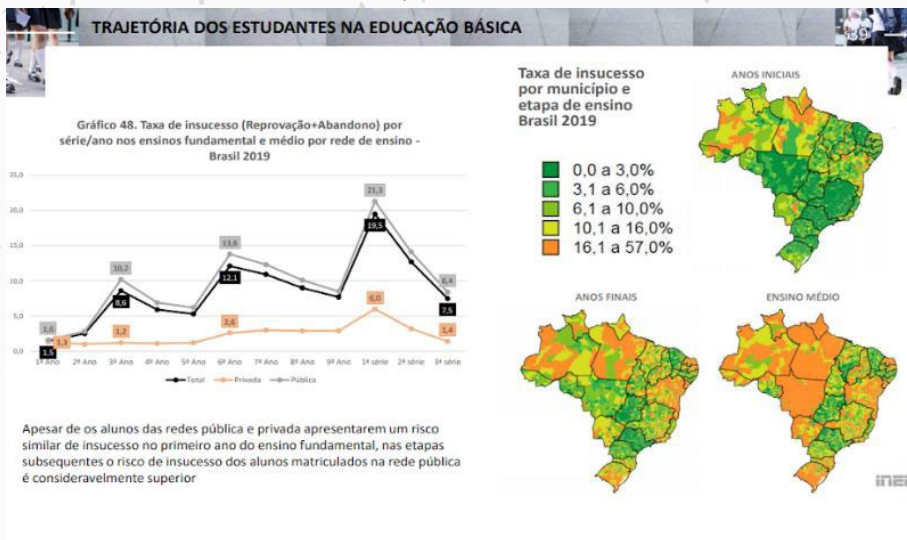 TRAJETÓRIA DOS ESTUDANTES NA EDUCAÇÃO BÁSICA
39
Gráfico 48. Taxa de insucesso (Reprovação+Abandono) por
série/ano nos ensinos fundamental e médio por rede de ensino -
Brasil 2019
25,0
20,0
15,0
10,0
5,0
0,0
1,6
1,3
1,5
10,2
8,6
1,2
13,8
12,1
2,6
21,3
19,5
6,0
8,4
7,5
1,4
1º Ano 2º Ano 3º Ano 4º Ano 5º Ano 6º Ano 7º Ano 8º Ano 9º Ano 1ª série 2ª série 3ª série
Total Privada Pública
Apesar de os alunos das redes pública e privada apresentarem um risco
similar de insucesso no primeiro ano do ensino fundamental, nas etapas
subsequentes o risco de insucesso dos alunos matriculados na rede pública
é consideravelmente superior
Taxa de insucesso
por município e
etapa de ensino
Brasil 2019
0,0 a 3,0%
3,1 a 6,0%
6,1 a 10,0%
10,1 a 16,0%
16,1 a 57,0%
ANOS INICIAIS
ANOS FINAIS
ENSINO MÉDIO